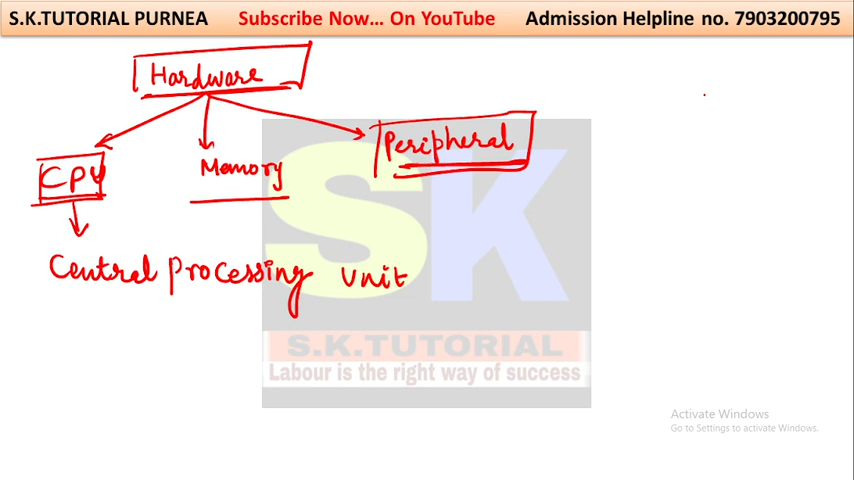 S.K.TUTORIAL PURNEA Subscribe Now... On YouTube Admission Helpline no. 7903200795
Hardware
CPU Memory Peripheral
Central Processing Unit
SK
S.K.TUTORIAL
Labour is the right way of success
Activate Windows
Go to Settings to activate Windows.